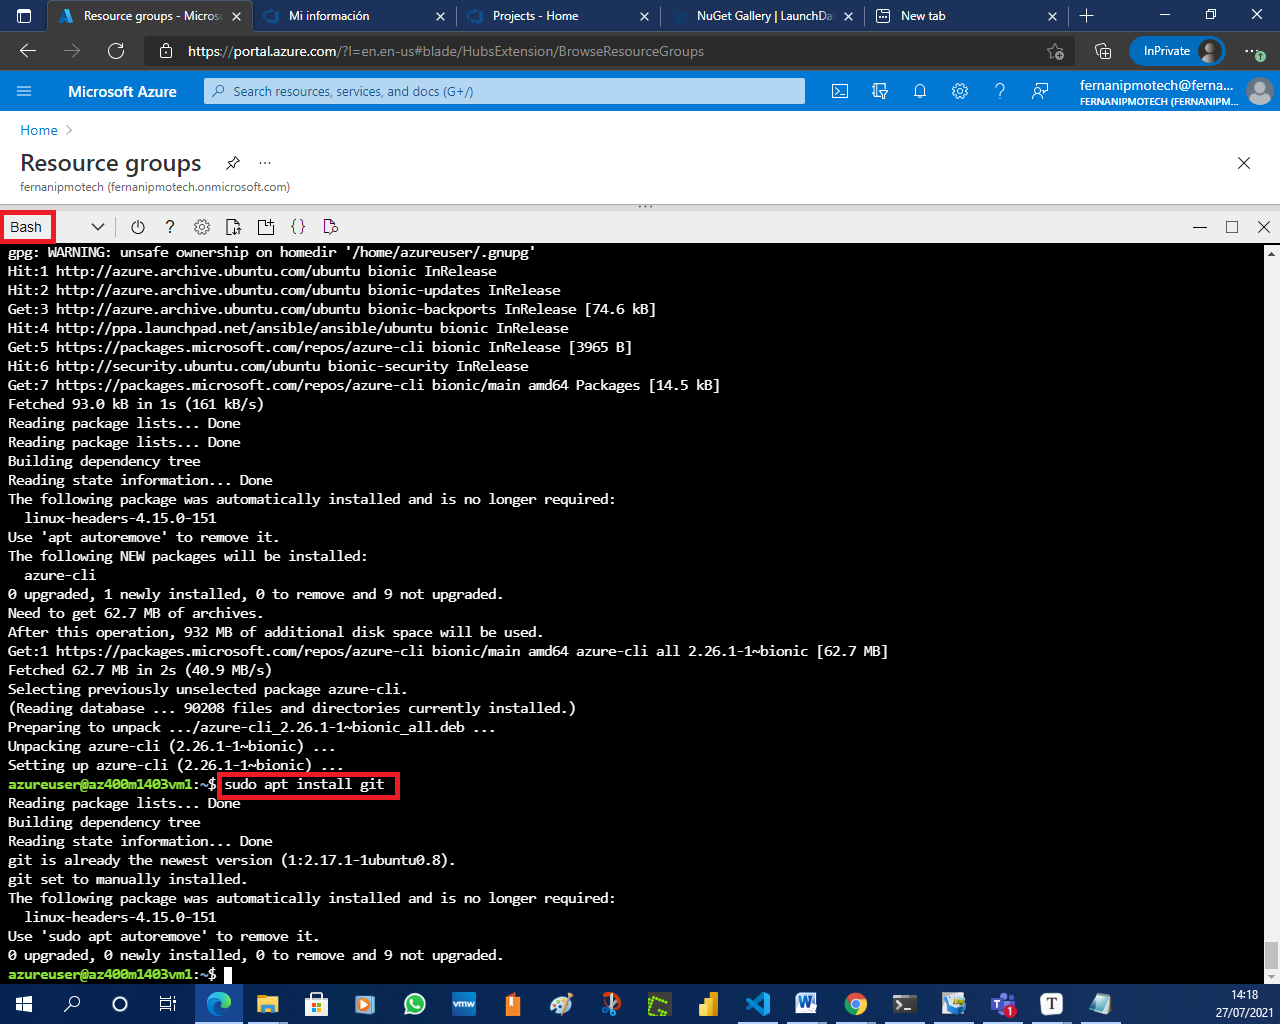 Resource groups - Micros
Mi información
Projects - Home
NuGet Gallery | LaunchDa
New tab
https://portal.azure.com/?l=en.en-us#blade/HubsExtension/BrowseResourceGroups
InPrivate
Microsoft Azure
Search resources, services, and docs (G+/)
fernanipmotech@ferna...
FERNANIPMOTECH (FERNANIPM...
Home
Resource groups
fernanipmotech (fernanipmotech.onmicrosoft.com)
Bash
gpg: WARNING: unsafe ownership on homedir '/home/azureuser/.gnupg'
Hit:1 http://azure.archive.ubuntu.com/ubuntu bionic InRelease
Hit:2 http://azure.archive.ubuntu.com/ubuntu bionic-updates InRelease
Get:3 http://azure.archive.ubuntu.com/ubuntu bionic-backports InRelease [74.6 kB]
Hit:4 http://ppa.launchpad.net/ansible/ansible/ubuntu bionic InRelease
Get:5 https://packages.microsoft.com/repos/azure-cli bionic InRelease [3965 B]
Hit:6 http://security.ubuntu.com/ubuntu bionic-security InRelease
Get:7 https://packages.microsoft.com/repos/azure-cli bionic/main amd64 Packages [14.5 kB]
Fetched 93.0 kB in 1s (161 kB/s)
Reading package lists... Done
Reading package lists... Done
Building dependency tree
Reading state information... Done
The following package was automatically installed and is no longer required:
linux-headers-4.15.0-151
Use 'apt autoremove' to remove it.
The following NEW packages will be installed:
azure-cli
0 upgraded, 1 newly installed, 0 to remove and 9 not upgraded.
Need to get 62.7 MB of archives.
After this operation, 932 MB of additional disk space will be used.
Get:1 https://packages.microsoft.com/repos/azure-cli bionic/main amd64 azure-cli all 2.26.1-1~bionic [62.7 MB]
Fetched 62.7 MB in 2s (40.9 MB/s)
Selecting previously unselected package azure-cli.
(Reading database ... 90208 files and directories currently installed.)
Preparing to unpack .../azure-cli_2.26.1-1~bionic_all.deb ...
Unpacking azure-cli (2.26.1-1~bionic) ...
Setting up azure-cli (2.26.1-1~bionic) ...
azureuser@az400m1403vm1:~$ sudo apt install git
Reading package lists... Done
Building dependency tree
Reading state information... Done
git is already the newest version (1:2.17.1-1ubuntu0.8).
git set to manually installed.
The following package was automatically installed and is no longer required:
linux-headers-4.15.0-151
Use 'sudo apt autoremove' to remove it.
0 upgraded, 0 newly installed, 0 to remove and 9 not upgraded.
azureuser@az400m1403vm1:~$
vmw
1
T
14:18
27/07/2021